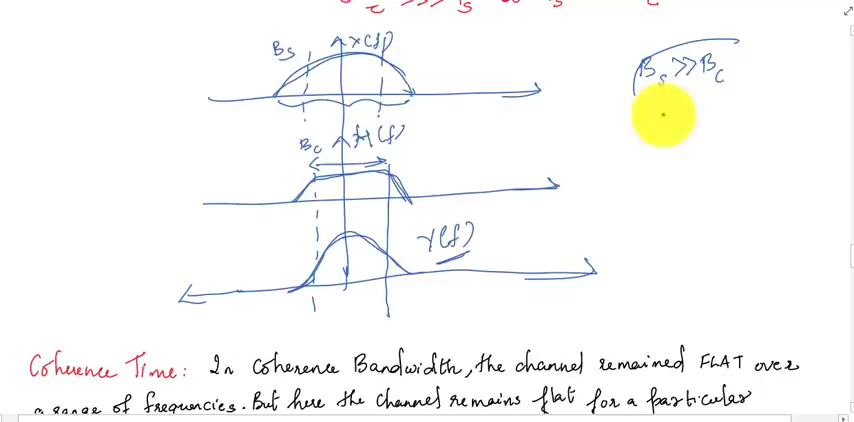 Bs X(f)
Bs >> Bc
Bc H(f)
Y(f)
Coherence Time: In Coherence Bandwidth, the channel remained FLAT over
a range of frequencies. But here the channel remains flat for a particular